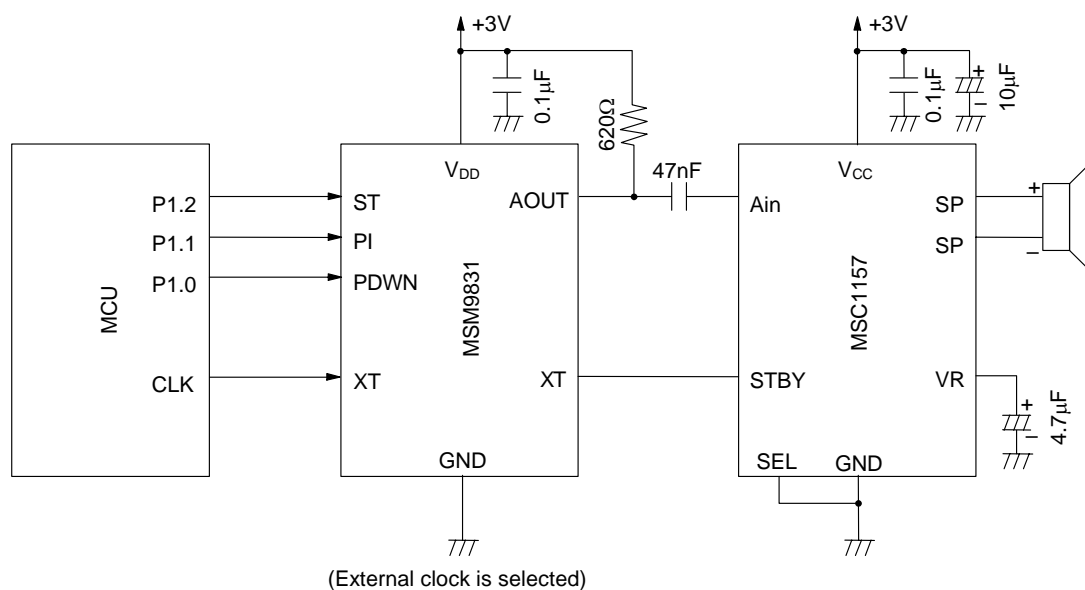 +3V
+3V
0.1µF
620Ω
0.1µF
+
10µF
−
VDD
47nF
VCC
P1.2
ST
AOUT
Ain
SP
+
P1.1
PI
SP
−
P1.0
PDWN
MCU
MSM9831
MSC1157
CLK
XT
XT
STBY
VR
+
4.7µF
−
GND
SEL
GND
(External clock is selected)